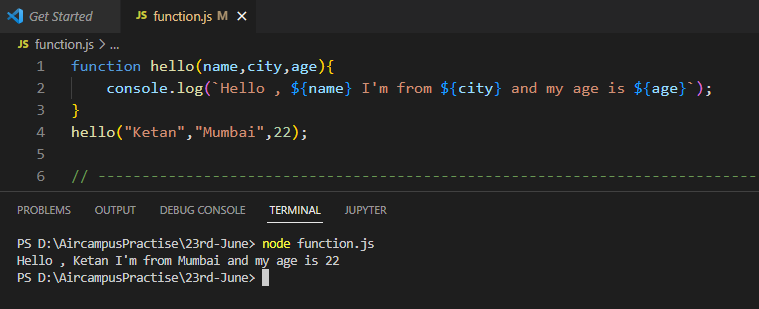 Get Started JS function.js M ×
JS function.js > ...
1 function hello(name,city,age){
2     console.log(`Hello , ${name} I'm from ${city} and my age is ${age}`);
3 }
4 hello("Ketan","Mumbai",22);
5
6 // ---------------------------------------------------------------------------
PROBLEMS OUTPUT DEBUG CONSOLE TERMINAL JUPYTER
PS D:\AircampusPractise\23rd-June> node function.js
Hello , Ketan I'm from Mumbai and my age is 22
PS D:\AircampusPractise\23rd-June>